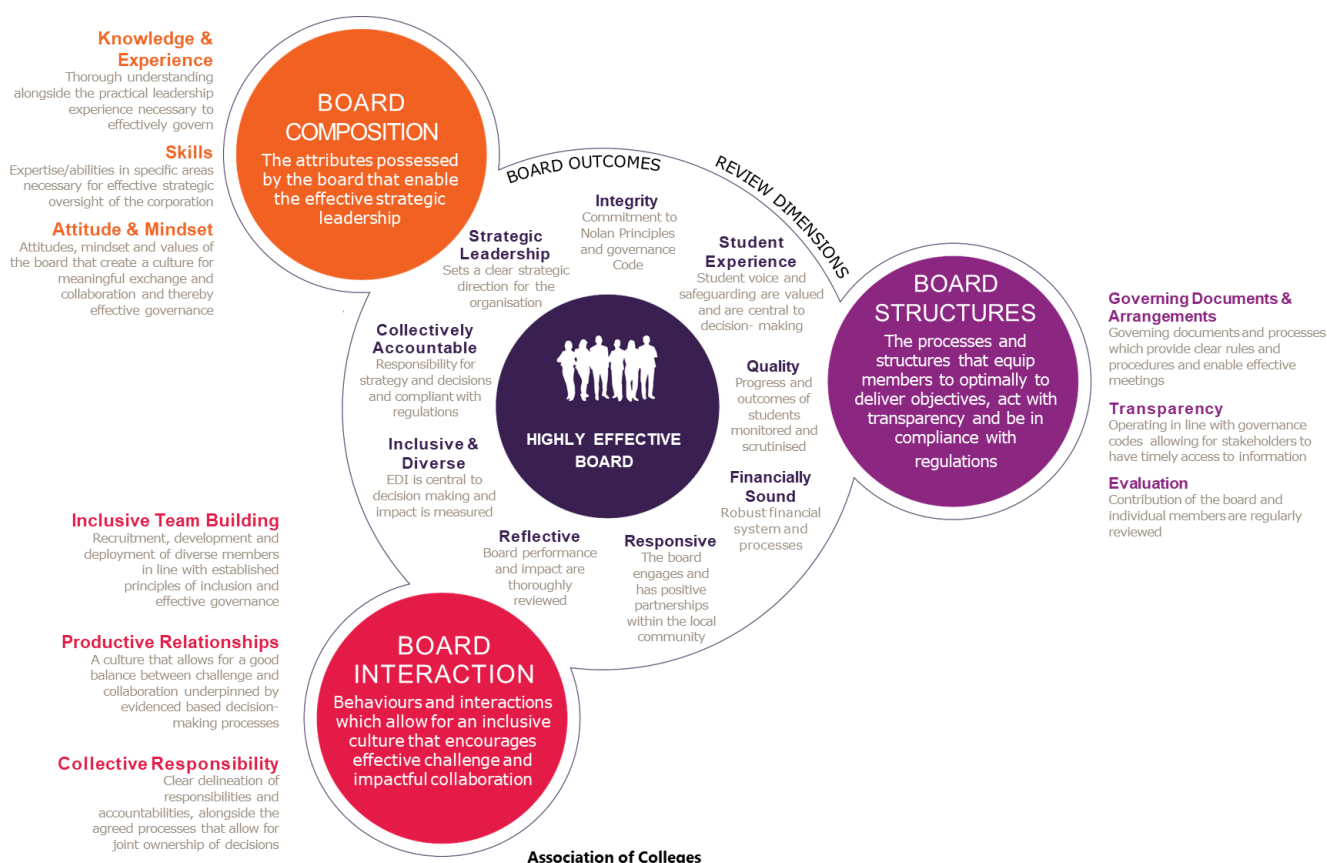 Knowledge &
Experience
Thorough understanding
alongside the practical leadership
experience necessary to
effectively govern
Skills
Expertise/abilities in specific areas
necessary for effective strategic
oversight of the corporation
Attitude & Mindset
Attitudes, mindset and values of
the board that create a culture for
meaningful exchange and
collaboration and thereby
effective governance
BOARD
COMPOSITION
The attributes possessed
by the board that enable
the effective strategic
leadership
BOARD OUTCOMES
REVIEW DIMENSIONS
Integrity
Commitment to
Nolan Principles
and governance
Code
Strategic
Leadership
Sets a clear strategic
direction for the
organisation
Student
Experience
Student voice and
safeguarding are valued
and are central to
decision- making
Collectively
Accountable
Responsibility for
strategy and decisions
and compliant with
regulations
Quality
Progress and
outcomes of
students
monitored and
scrutinised
Inclusive &
Diverse
EDI is central to
decision making and
impact is measured
Financially
Sound
Robust financial
system and
processes
Reflective
Board performance
and impact are
thoroughly
reviewed
Responsive
The board
engages and
has positive
partnerships
within the local
community
HIGHLY EFFECTIVE
BOARD
BOARD
STRUCTURES
The processes and
structures that equip
members to optimally to
deliver objectives, act with
transparency and be in
compliance with
regulations
Governing Documents &
Arrangements
Governing documents and processes
which provide clear rules and
procedures and enable effective
meetings
Transparency
Operating in line with governance
codes allowing for stakeholders to
have timely access to information
Evaluation
Contribution of the board and
individual members are regularly
reviewed
Inclusive Team Building
Recruitment, development and
deployment of diverse members
in line with established
principles of inclusion and
effective governance
Productive Relationships
A culture that allows for a good
balance between challenge and
collaboration underpinned by
evidenced based decision-
making processes
Collective Responsibility
Clear delineation of
responsibilities and
accountabilities, alongside the
agreed processes that allow for
joint ownership of decisions
BOARD
INTERACTION
Behaviours and interactions
which allow for an inclusive
culture that encourages
effective challenge and
impactful collaboration
Association of Colleges